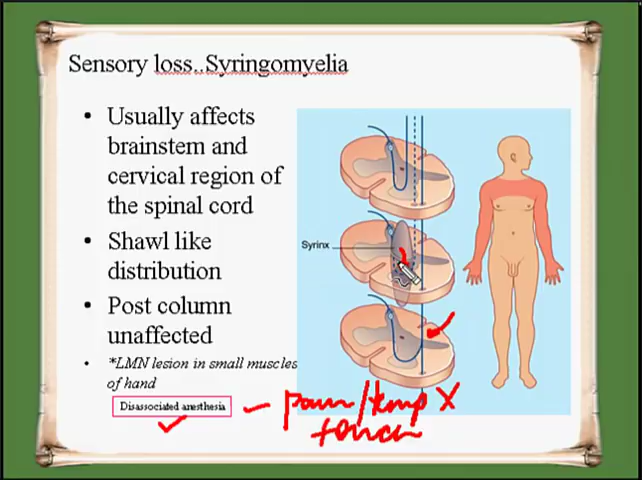 Sensory loss..Syringomyelia
• Usually affects
brainstem and
cervical region of
the spinal cord
• Shawl like
distribution
• Post column
unaffected
• *LMN lesion in small muscles
of hand
Disassociated anesthesia
Syrinx
pain/temp X
touch